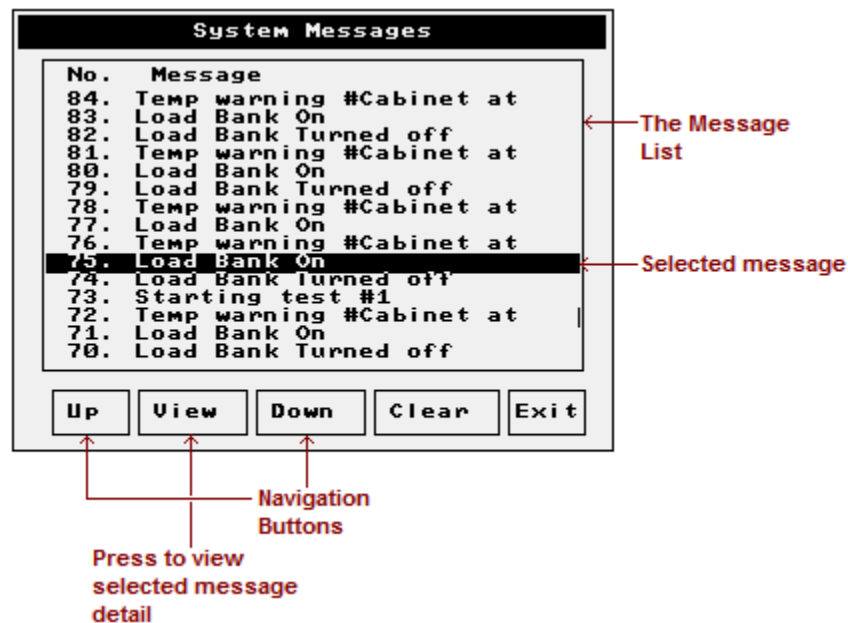 System Messages
No. Message
84. Temp warning #Cabinet at
83. Load Bank On
82. Load Bank Turned off
81. Temp warning #Cabinet at
80. Load Bank On
79. Load Bank Turned off
78. Temp warning #Cabinet at
77. Load Bank On
76. Temp warning #Cabinet at
75. Load Bank On
74. Load Bank Turned off
73. Starting test #1
72. Temp warning #Cabinet at
71. Load Bank On
70. Load Bank Turned off
The Message
List
Selected message
Up View Down Clear Exit
Navigation
Buttons
Press to view
selected message
detail